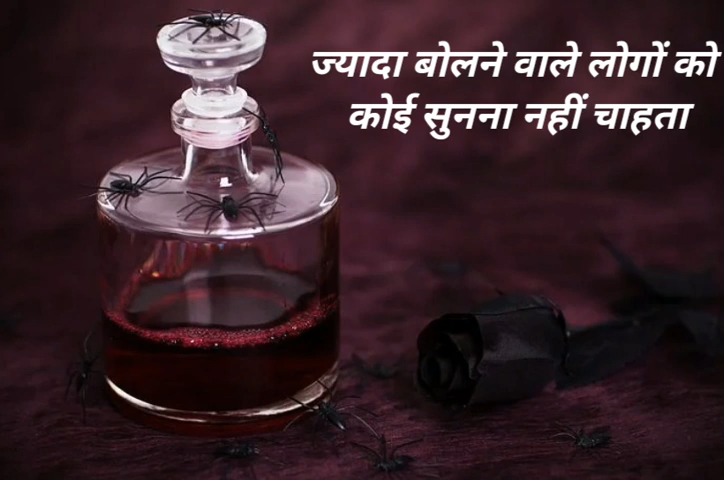 ज्यादा बोलने वाले लोगों को
कोई सुनना नहीं चाहता